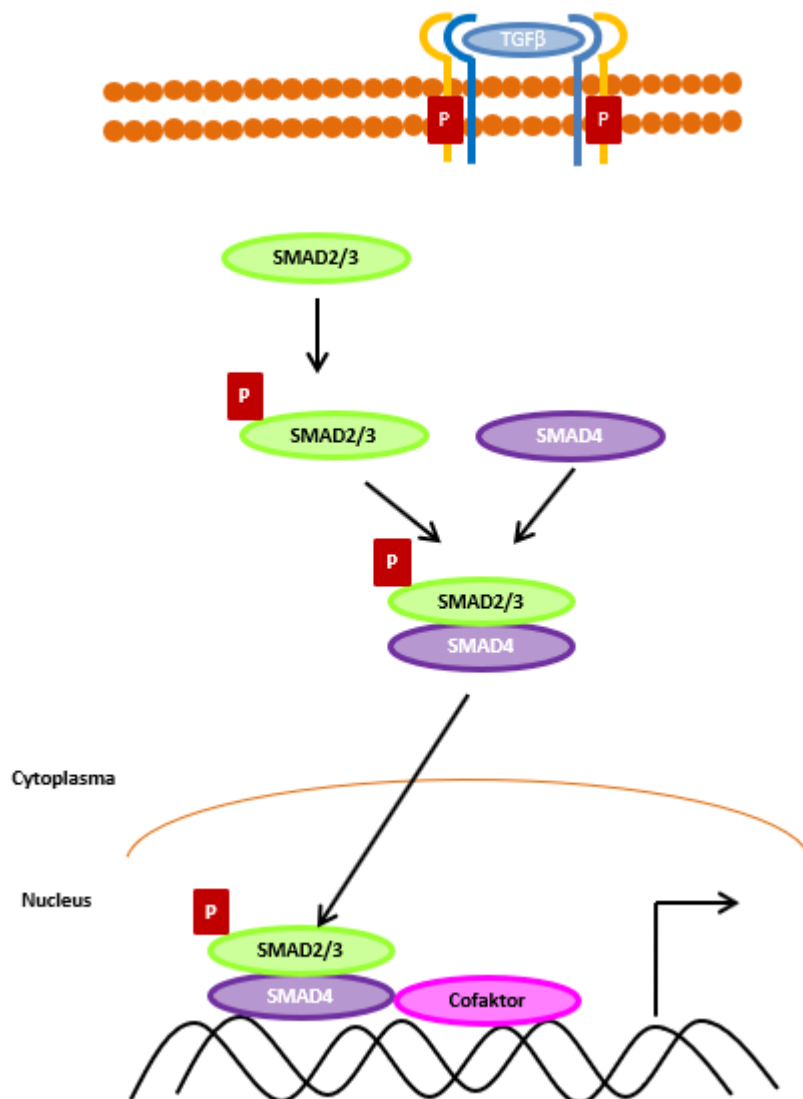 TGFβ
P
P
SMAD2/3
P
SMAD2/3
SMAD4
P
SMAD2/3
SMAD4
Cytoplasma
Nucleus
P
SMAD2/3
SMAD4
Cofaktor